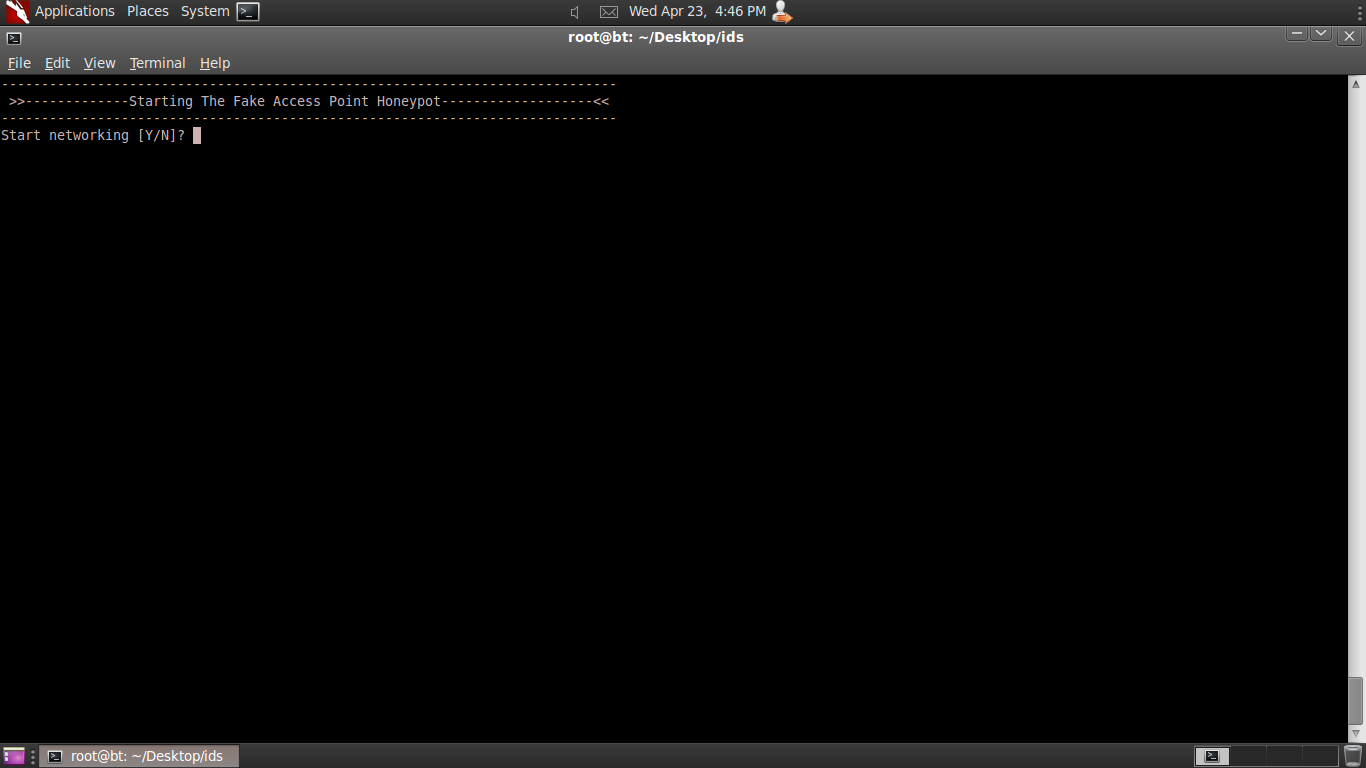 Applications Places System Wed Apr 23, 4:46 PM
root@bt: ~/Desktop/ids
File Edit View Terminal Help
-----------------------------------------------------------------------------
>>-------------Starting The Fake Access Point Honeypot-------------------<<
-----------------------------------------------------------------------------
Start networking [Y/N]?
root@bt: ~/Desktop/ids